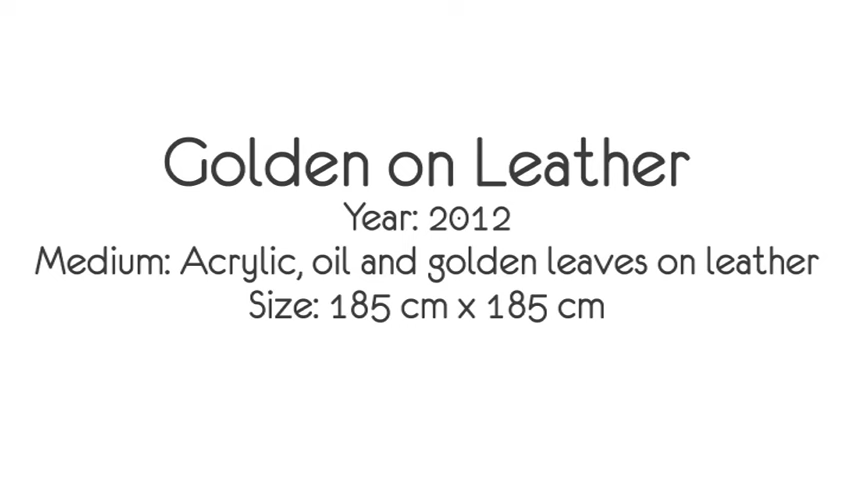 Golden on Leather
Year: 2012
Medium: Acrylic, oil and golden leaves on leather
Size: 185 cm x 185 cm